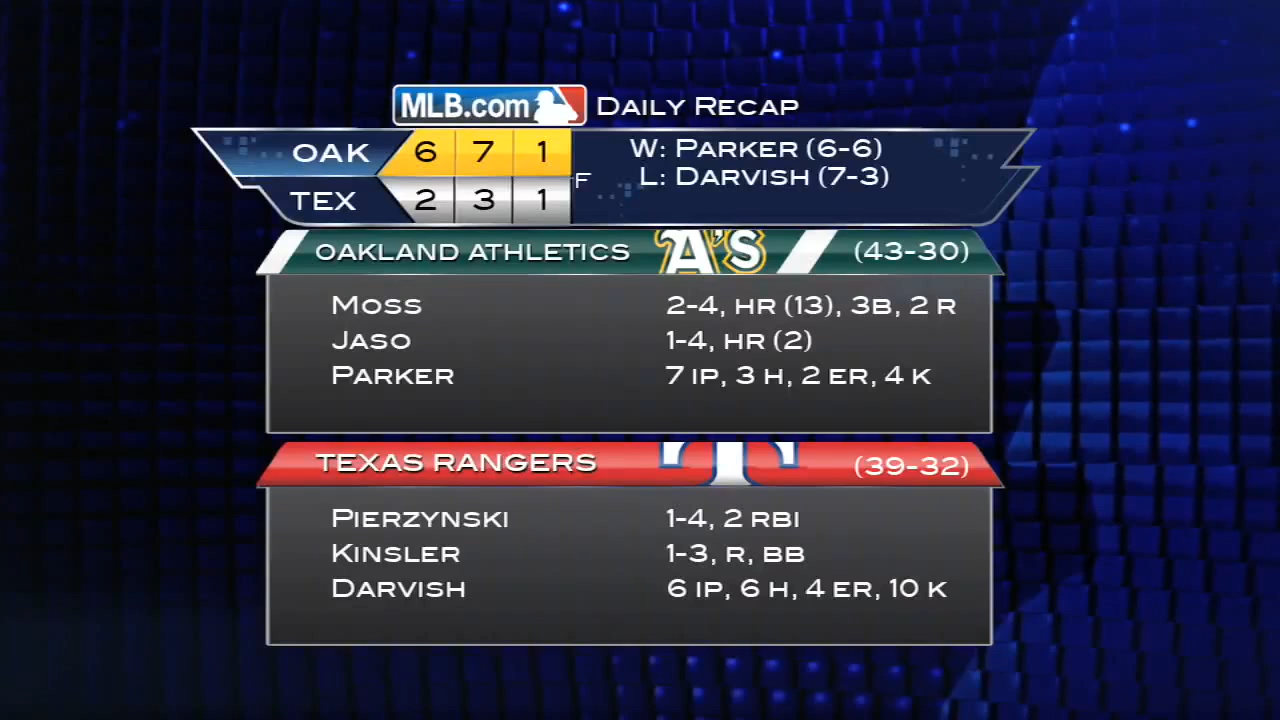 MLB.com DAILY RECAP
OAK 6 7 1
W: PARKER (6-6)
L: DARVISH (7-3)
F
TEX 2 3 1
OAKLAND ATHLETICS A'S (43-30)
MOSS 2-4, HR (13), 3B, 2 R
JASO 1-4, HR (2)
PARKER 7 IP, 3 H, 2 ER, 4 K
TEXAS RANGERS T (39-32)
PIERZYNSKI 1-4, 2 RBI
KINSLER 1-3, R, BB
DARVISH 6 IP, 6 H, 4 ER, 10 K